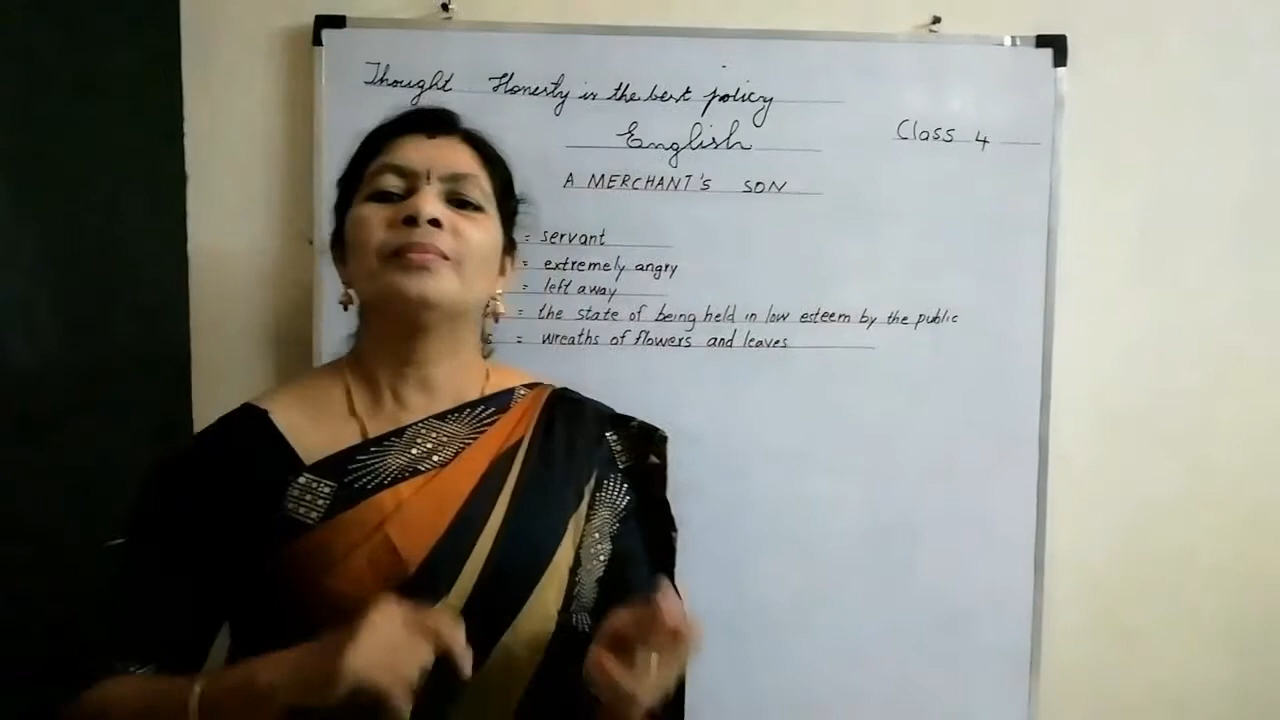 Thought Honesty is the best policy
English
Class 4
A MERCHANT'S SON
= servant
= extremely angry
= left away
= the state of being held in low esteem by the public
s = wreaths of flowers and leaves